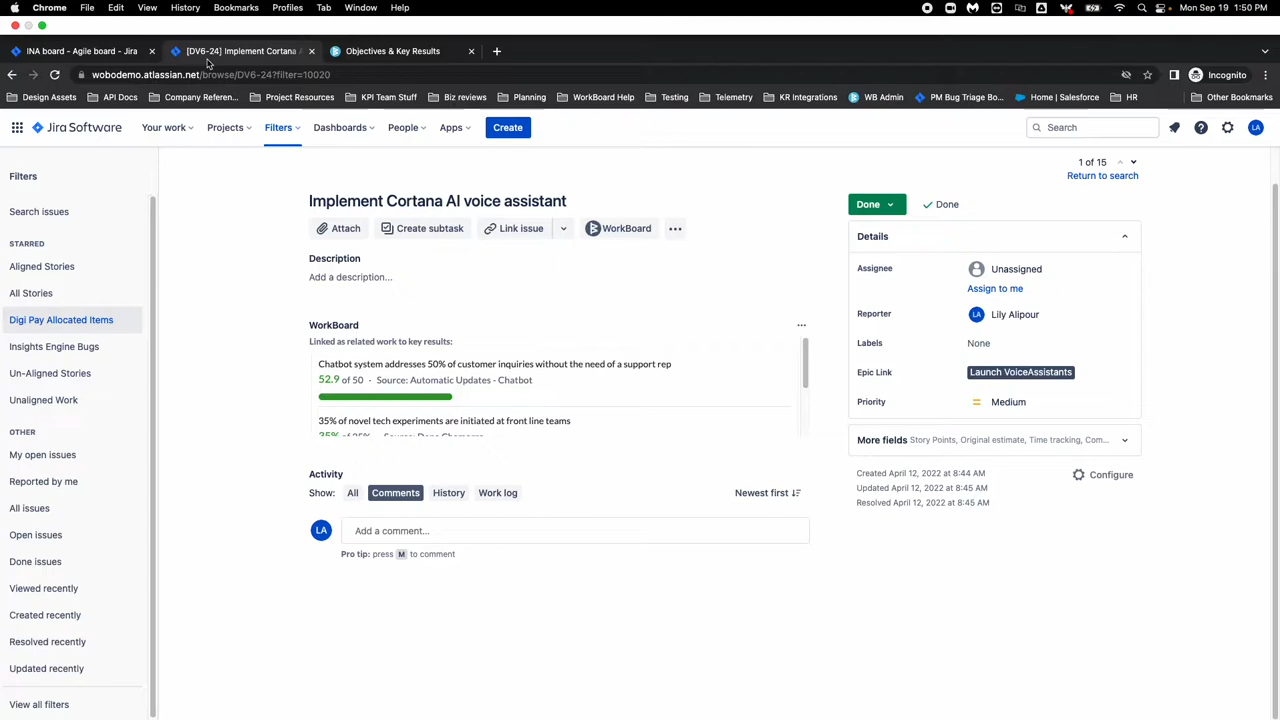 Chrome File Edit View History Bookmarks Profiles Tab Window Help Mon Sep 19 1:50 PM
INA board - Agile board - Jira [DV6-24] Implement Cortana A Objectives & Key Results
wobodemo.atlassian.net/browse/DV6-24?filter=10020 Incognito
Design Assets API Docs Company Referen... Project Resources KPI Team Stuff Biz reviews Planning WorkBoard Help Testing Telemetry KR Integrations WB Admin PM Bug Triage Bo... Home | Salesforce HR Other Bookmarks
Jira Software Your work Projects Filters Dashboards People Apps Create Search LA
1 of 15
Return to search
Filters
Search issues
STARRED
Aligned Stories
All Stories
Digi Pay Allocated Items
Insights Engine Bugs
Un-Aligned Stories
Unaligned Work
OTHER
My open issues
Reported by me
All issues
Open issues
Done issues
Viewed recently
Created recently
Resolved recently
Updated recently
View all filters
Implement Cortana AI voice assistant
Attach Create subtask Link issue WorkBoard
Description
Add a description...
WorkBoard
Linked as related work to key results:
Chatbot system addresses 50% of customer inquiries without the need of a support rep
52.9 of 50 · Source: Automatic Updates - Chatbot
35% of novel tech experiments are initiated at front line teams
35% of 25% Source: Dana
Activity
Show: All Comments History Work log Newest first
LA Add a comment...
Pro tip: press M to comment
Done Done
Details
Assignee Unassigned
Assign to me
Reporter LA Lily Alipour
Labels None
Epic Link Launch VoiceAssistants
Priority Medium
More fields Story Points, Original estimate, Time tracking, Com...
Created April 12, 2022 at 8:44 AM Configure
Updated April 12, 2022 at 8:45 AM
Resolved April 12, 2022 at 8:45 AM